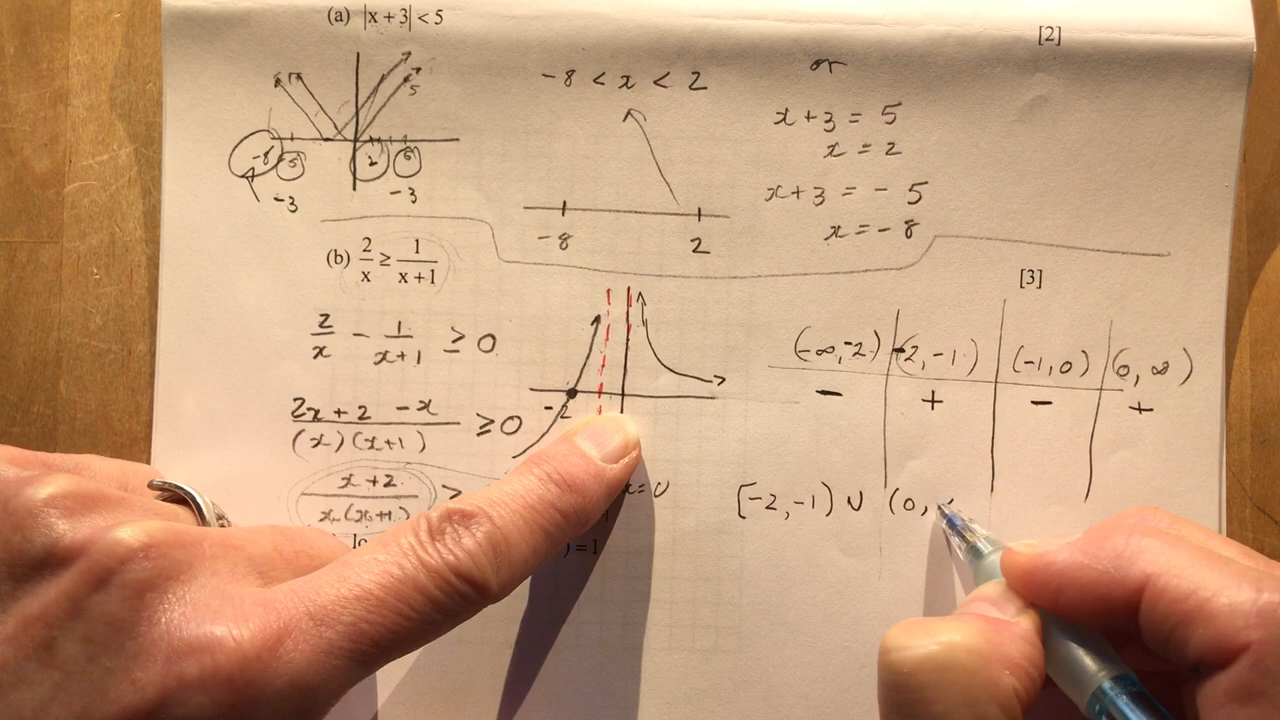 (a) |x + 3| < 5
[2]
-8 < x < 2
or
x + 3 = 5
x = 2
x + 3 = - 5
x = - 8
5
-8 -5 2 6
-3 -3
-8 2
(b) 2/x ≥ 1/(x + 1)
[3]
2/x - 1/(x+1) ≥ 0
(2x + 2 - x)/((x)(x+1)) ≥ 0
(x + 2)/(x(x+1)) ≥
-2
x = 0
(-∞, -2) (-2, -1) (-1, 0) (0, ∞)
- + - +
[-2, -1) ∪ (0,
) = 1